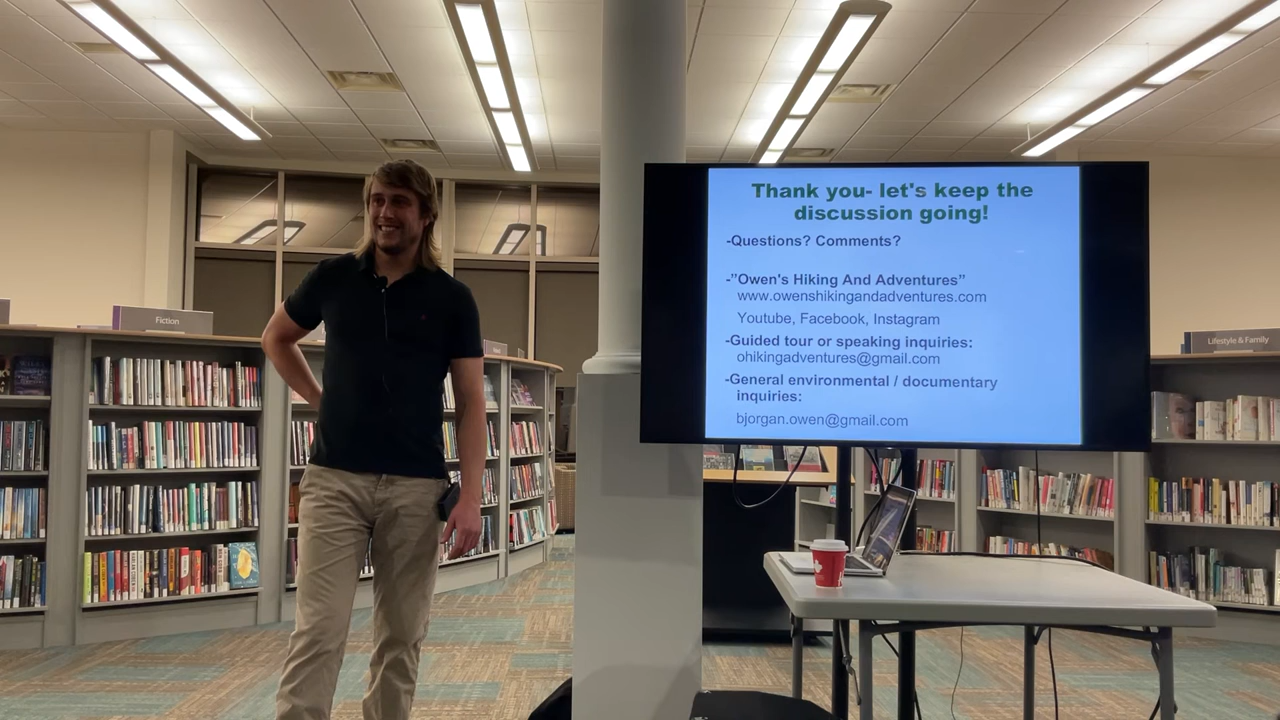 Thank you- let's keep the
discussion going!
-Questions? Comments?
-”Owen's Hiking And Adventures”
www.owenshikingandadventures.com
Youtube, Facebook, Instagram
-Guided tour or speaking inquiries:
ohikingadventures@gmail.com
-General environmental / documentary
inquiries:
bjorgan.owen@gmail.com
Fiction
Lifestyle & Family